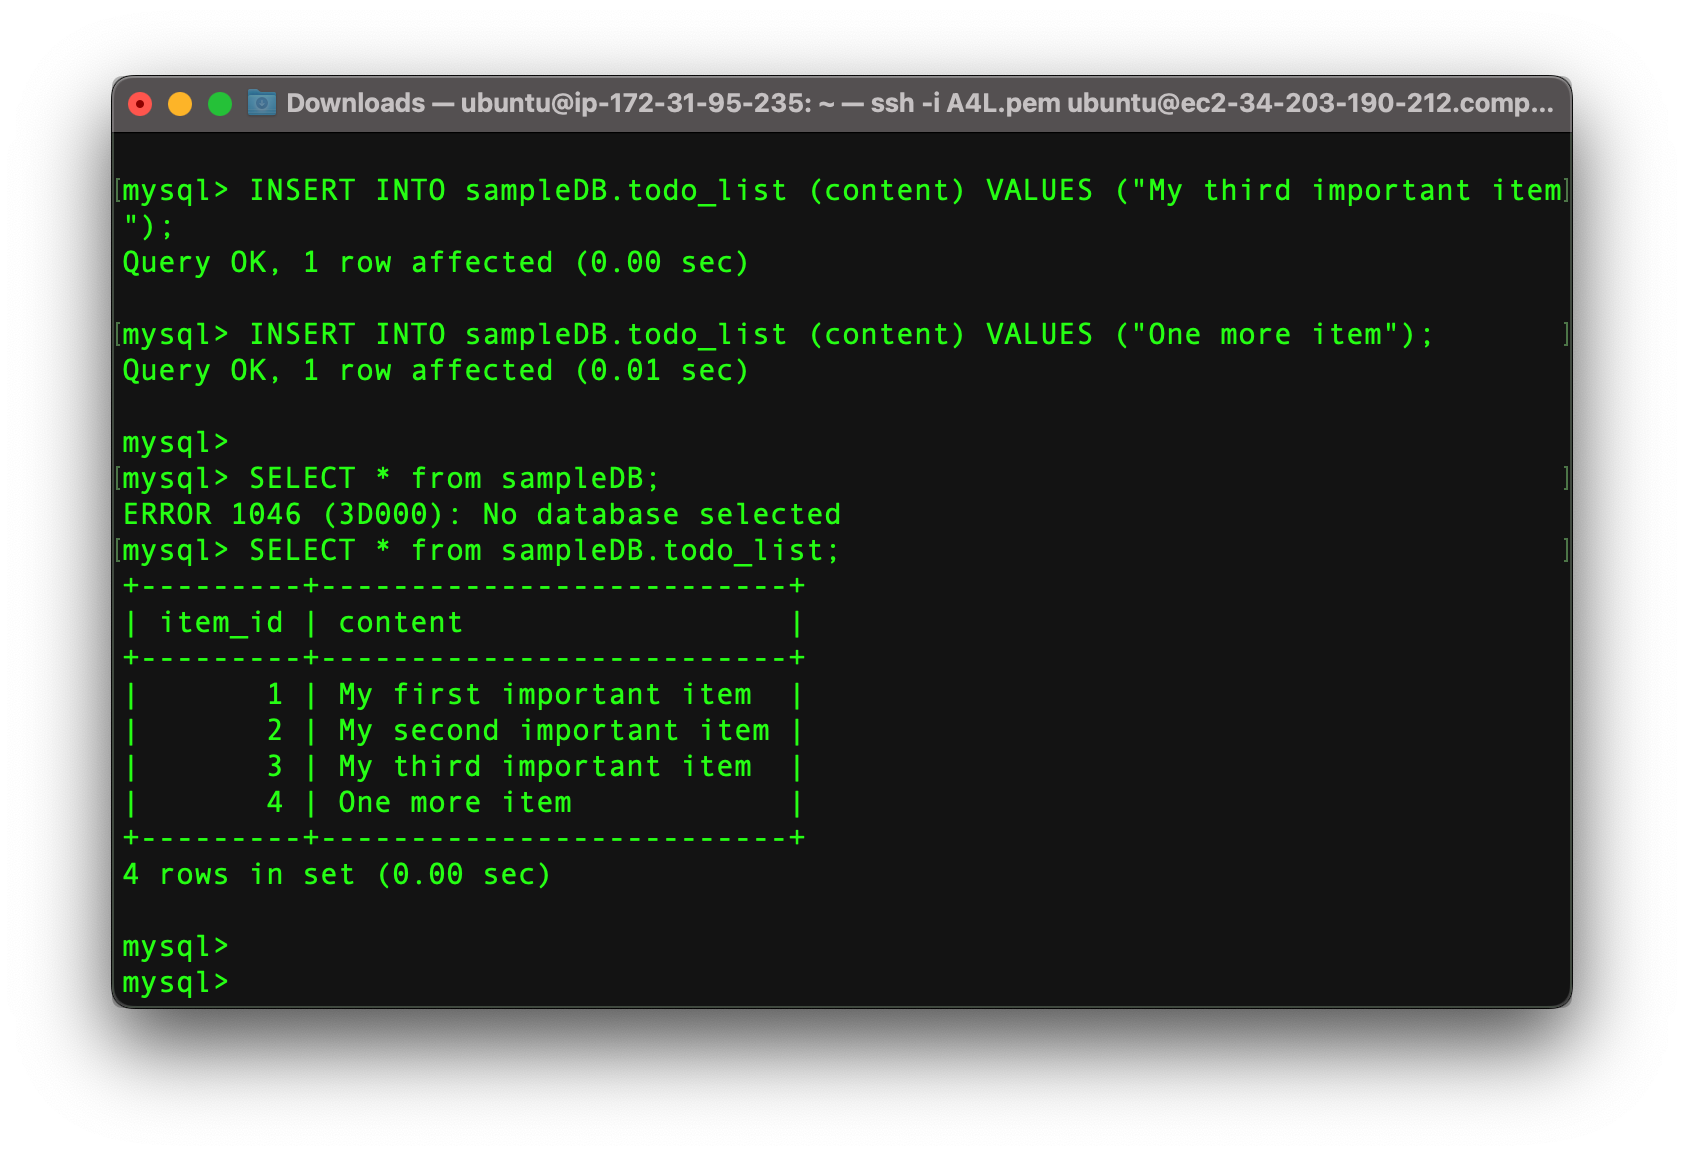 Downloads — ubuntu@ip-172-31-95-235: ~ — ssh -i A4L.pem ubuntu@ec2-34-203-190-212.comp...
[mysql> INSERT INTO sampleDB.todo_list (content) VALUES ("My third important item]
");
Query OK, 1 row affected (0.00 sec)
[mysql> INSERT INTO sampleDB.todo_list (content) VALUES ("One more item"); ]
Query OK, 1 row affected (0.01 sec)
mysql>
[mysql> SELECT * from sampleDB; ]
ERROR 1046 (3D000): No database selected
[mysql> SELECT * from sampleDB.todo_list; ]
+---------+--------------------------+
| item_id | content                  |
+---------+--------------------------+
|       1 | My first important item  |
|       2 | My second important item |
|       3 | My third important item  |
|       4 | One more item            |
+---------+--------------------------+
4 rows in set (0.00 sec)
mysql>
mysql>